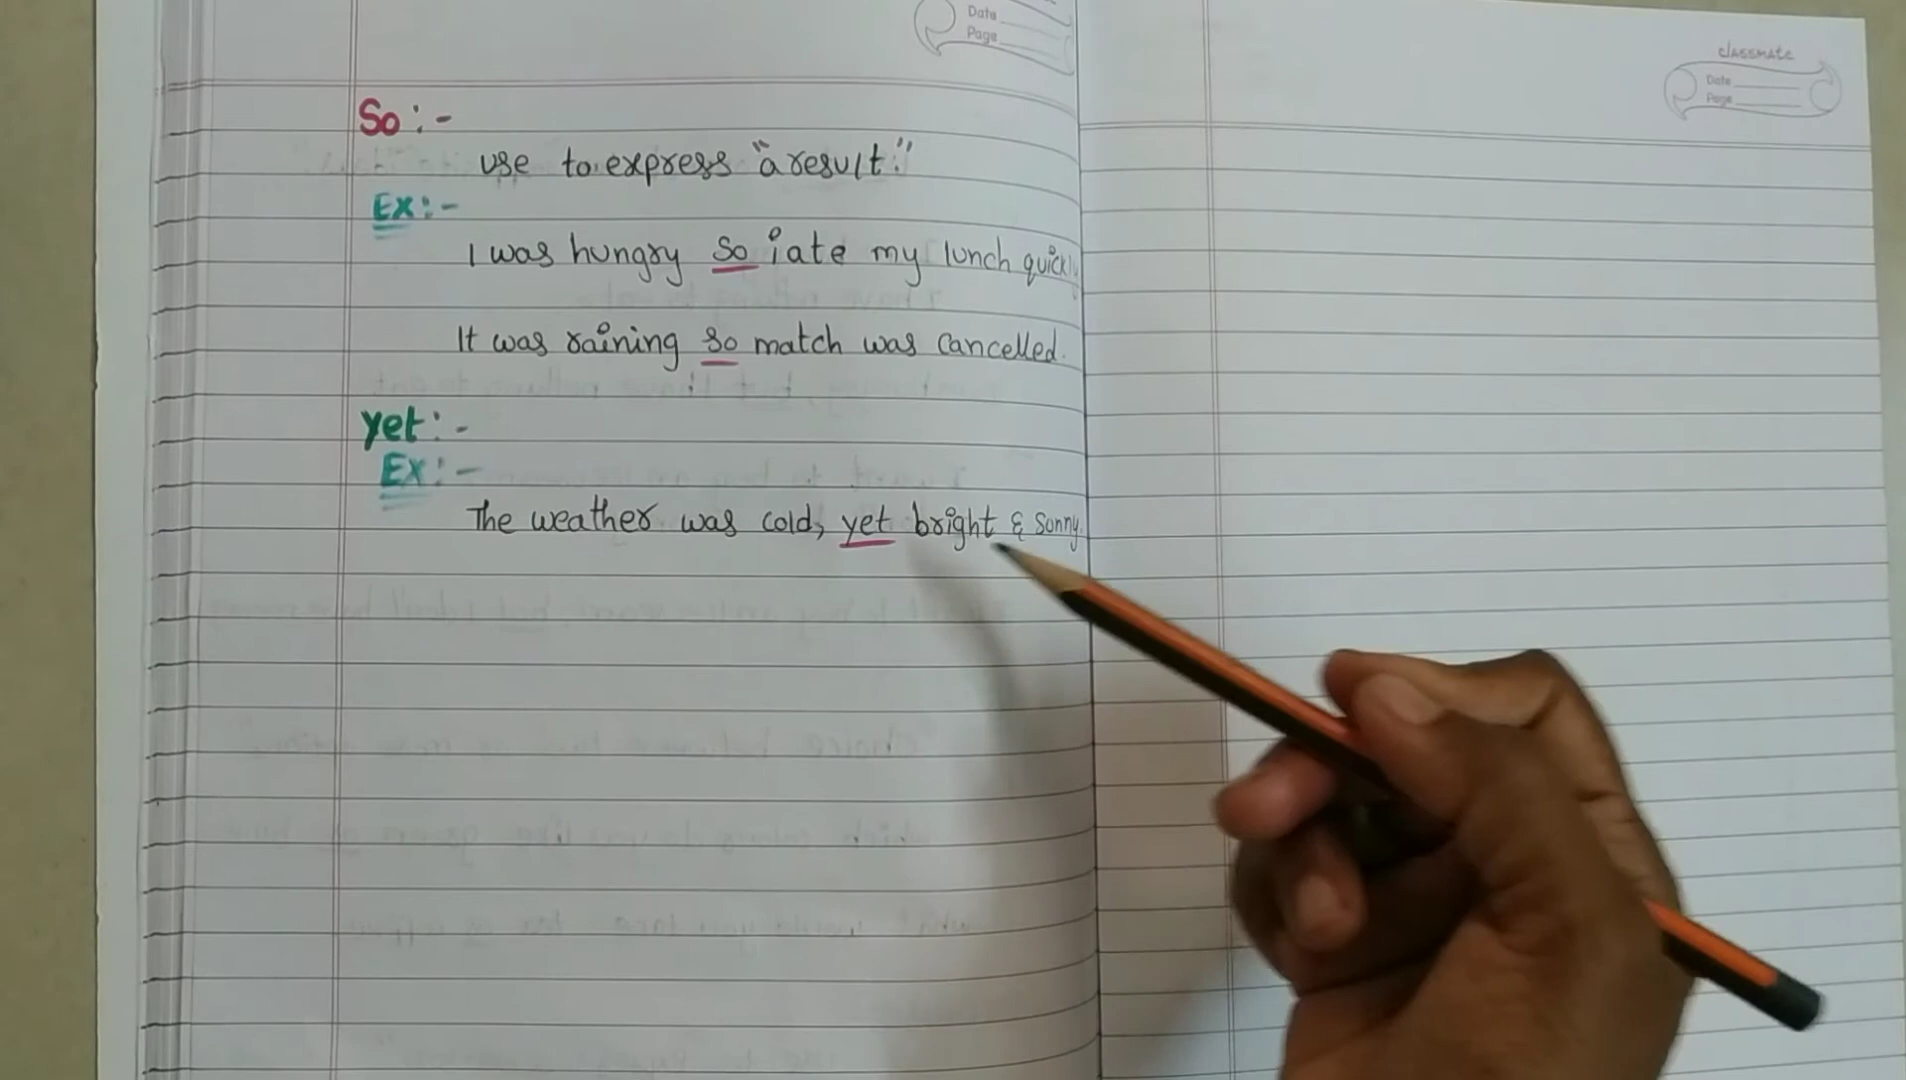 Date
Page
classmate
Date
Page
So :-
use to express "a result."
Ex :-
I was hungry so i ate my lunch quickly
It was raining so match was cancelled.
yet :-
Ex :-
The weather was cold, yet bright & sunny.